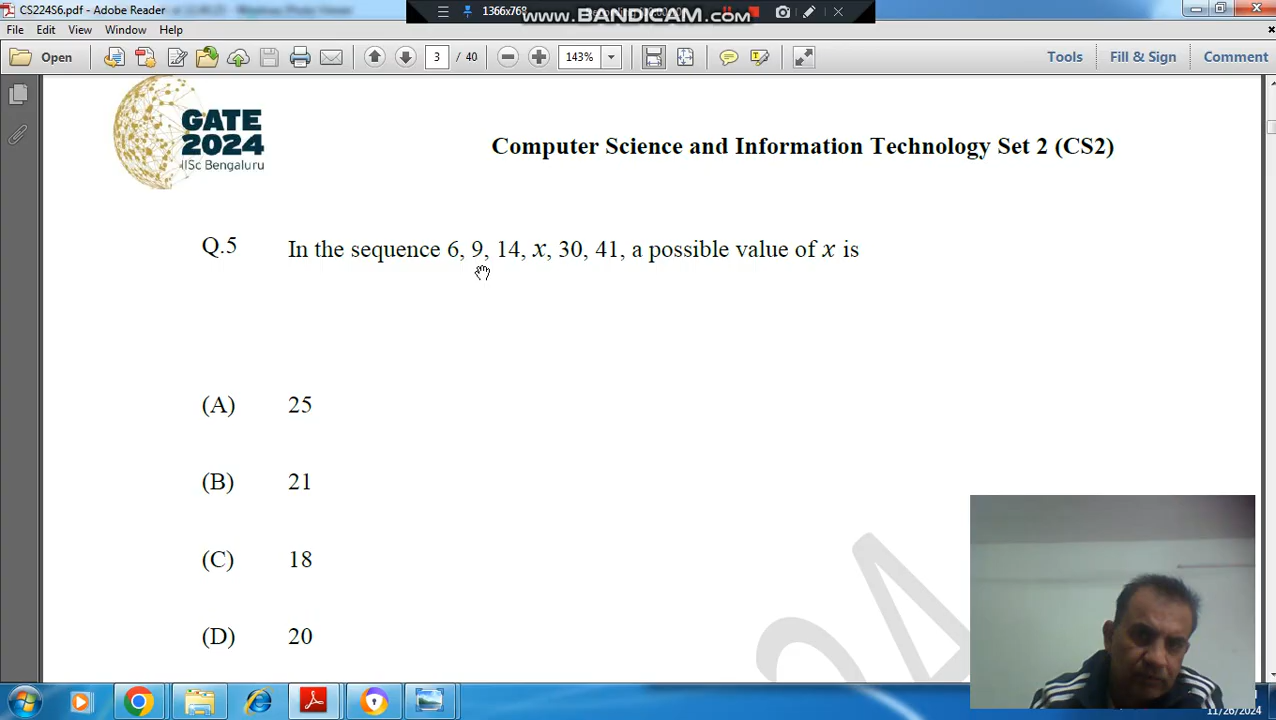 CS224S6.pdf - Adobe Reader
1366x768
www.BANDICAM.com
File Edit View Window Help
Open 3 / 40 143% Tools Fill & Sign Comment
GATE
2024
IISc Bengaluru
Computer Science and Information Technology Set 2 (CS2)
Q.5 In the sequence 6, 9, 14, x, 30, 41, a possible value of x is
(A) 25
(B) 21
(C) 18
(D) 20
11/26/2024